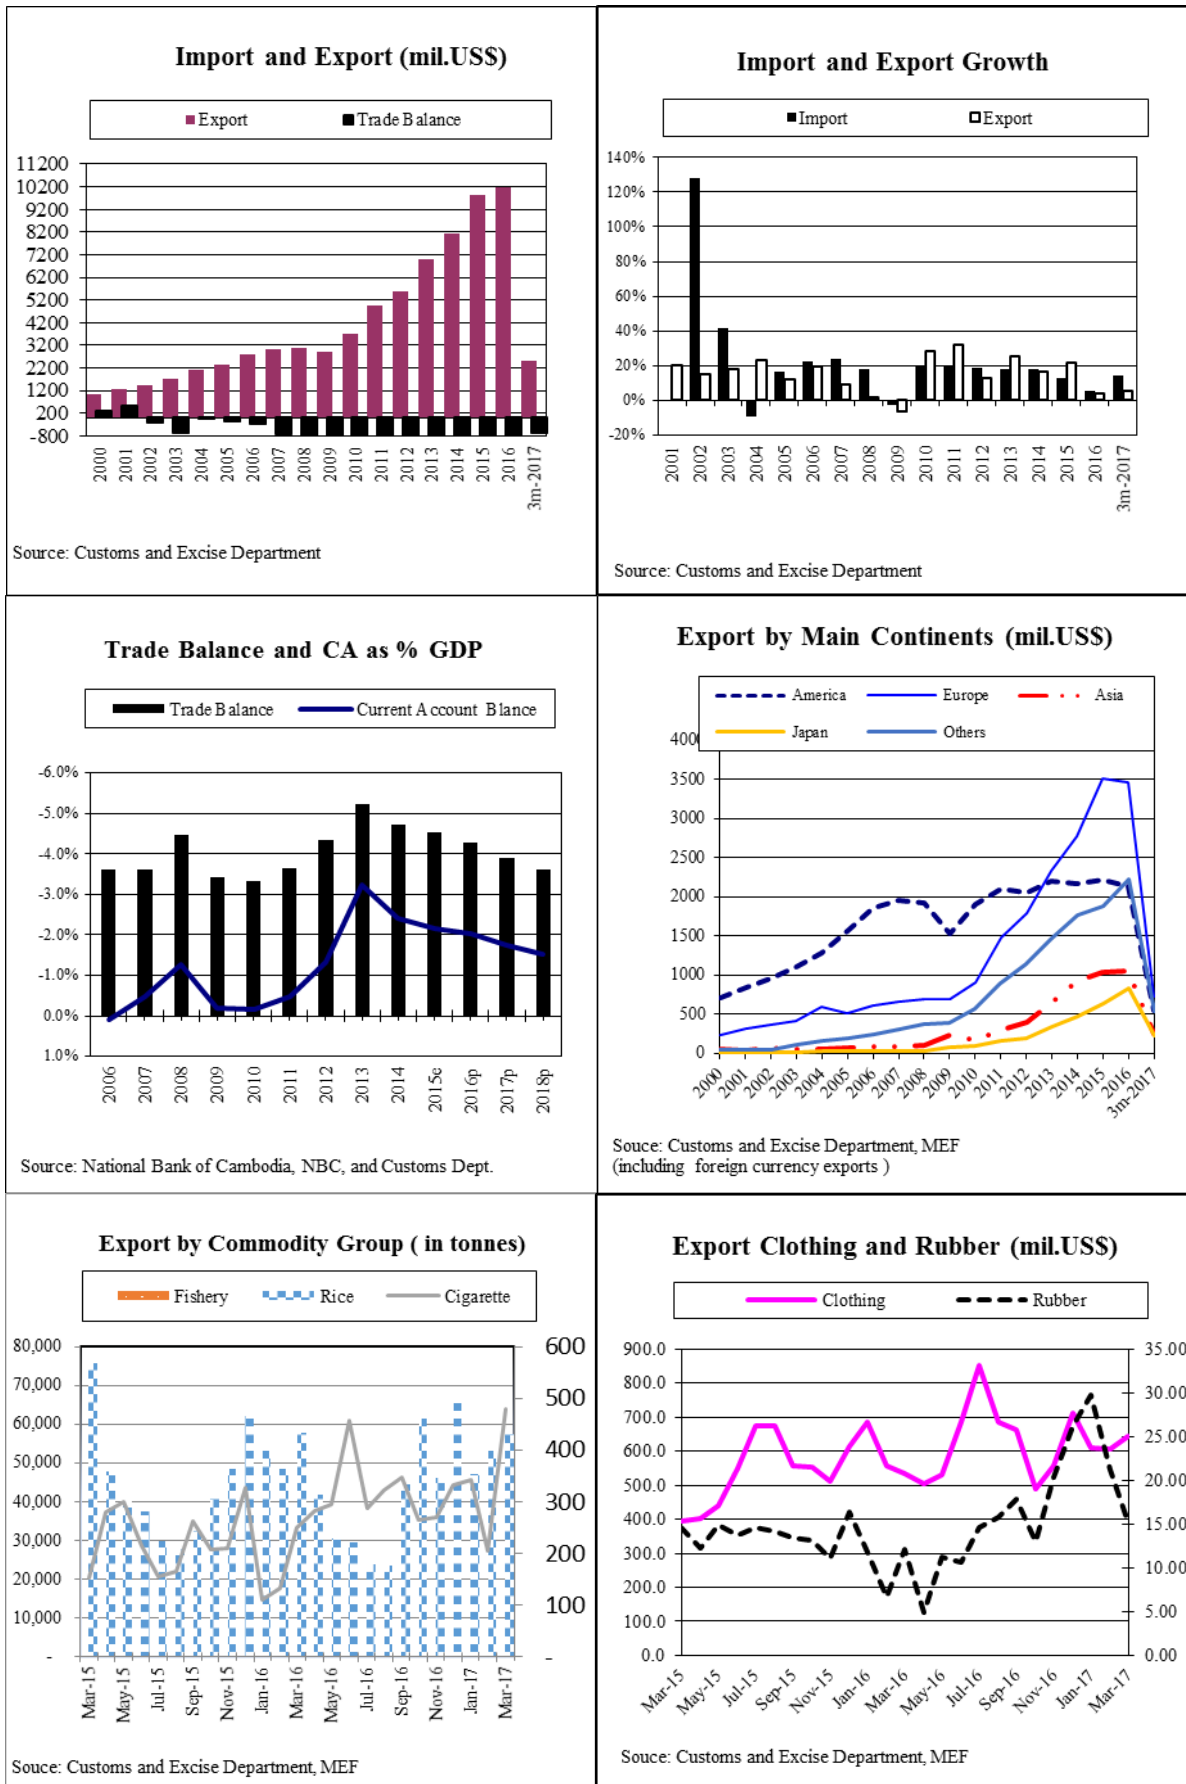 Import and Export (mil.US$)
Export
Trade Balance
11200
10200
9200
8200
7200
6200
5200
4200
3200
2200
1200
200
-800
2000
2001
2002
2003
2004
2005
2006
2007
2008
2009
2010
2011
2012
2013
2014
2015
2016
3m-2017
Source: Customs and Excise Department
Import and Export Growth
Import
Export
140%
120%
100%
80%
60%
40%
20%
0%
-20%
2001
2002
2003
2004
2005
2006
2007
2008
2009
2010
2011
2012
2013
2014
2015
2016
3m-2017
Source: Customs and Excise Department
Trade Balance and CA as % GDP
Trade Balance
Current Account Blance
-6.0%
-5.0%
-4.0%
-3.0%
-2.0%
-1.0%
0.0%
1.0%
2006
2007
2008
2009
2010
2011
2012
2013
2014
2015e
2016p
2017p
2018p
Source: National Bank of Cambodia, NBC, and Customs Dept.
Export by Main Continents (mil.US$)
America
Europe
Asia
Japan
Others
4000
3500
3000
2500
2000
1500
1000
500
0
2000
2001
2002
2003
2004
2005
2006
2007
2008
2009
2010
2011
2012
2013
2014
2015
2016
3m-2017
Souce: Customs and Excise Department, MEF
(including foreign currency exports )
Export by Commodity Group ( in tonnes)
Fishery
Rice
Cigarette
80,000
70,000
60,000
50,000
40,000
30,000
20,000
10,000
-
600
500
400
300
200
100
-
Mar-15
May-15
Jul-15
Sep-15
Nov-15
Jan-16
Mar-16
May-16
Jul-16
Sep-16
Nov-16
Jan-17
Mar-17
Souce: Customs and Excise Department, MEF
Export Clothing and Rubber (mil.US$)
Clothing
Rubber
900.0
800.0
700.0
600.0
500.0
400.0
300.0
200.0
100.0
0.0
35.00
30.00
25.00
20.00
15.00
10.00
5.00
0.00
Mar-15
May-15
Jul-15
Sep-15
Nov-15
Jan-16
Mar-16
May-16
Jul-16
Sep-16
Nov-16
Jan-17
Mar-17
Souce: Customs and Excise Department, MEF